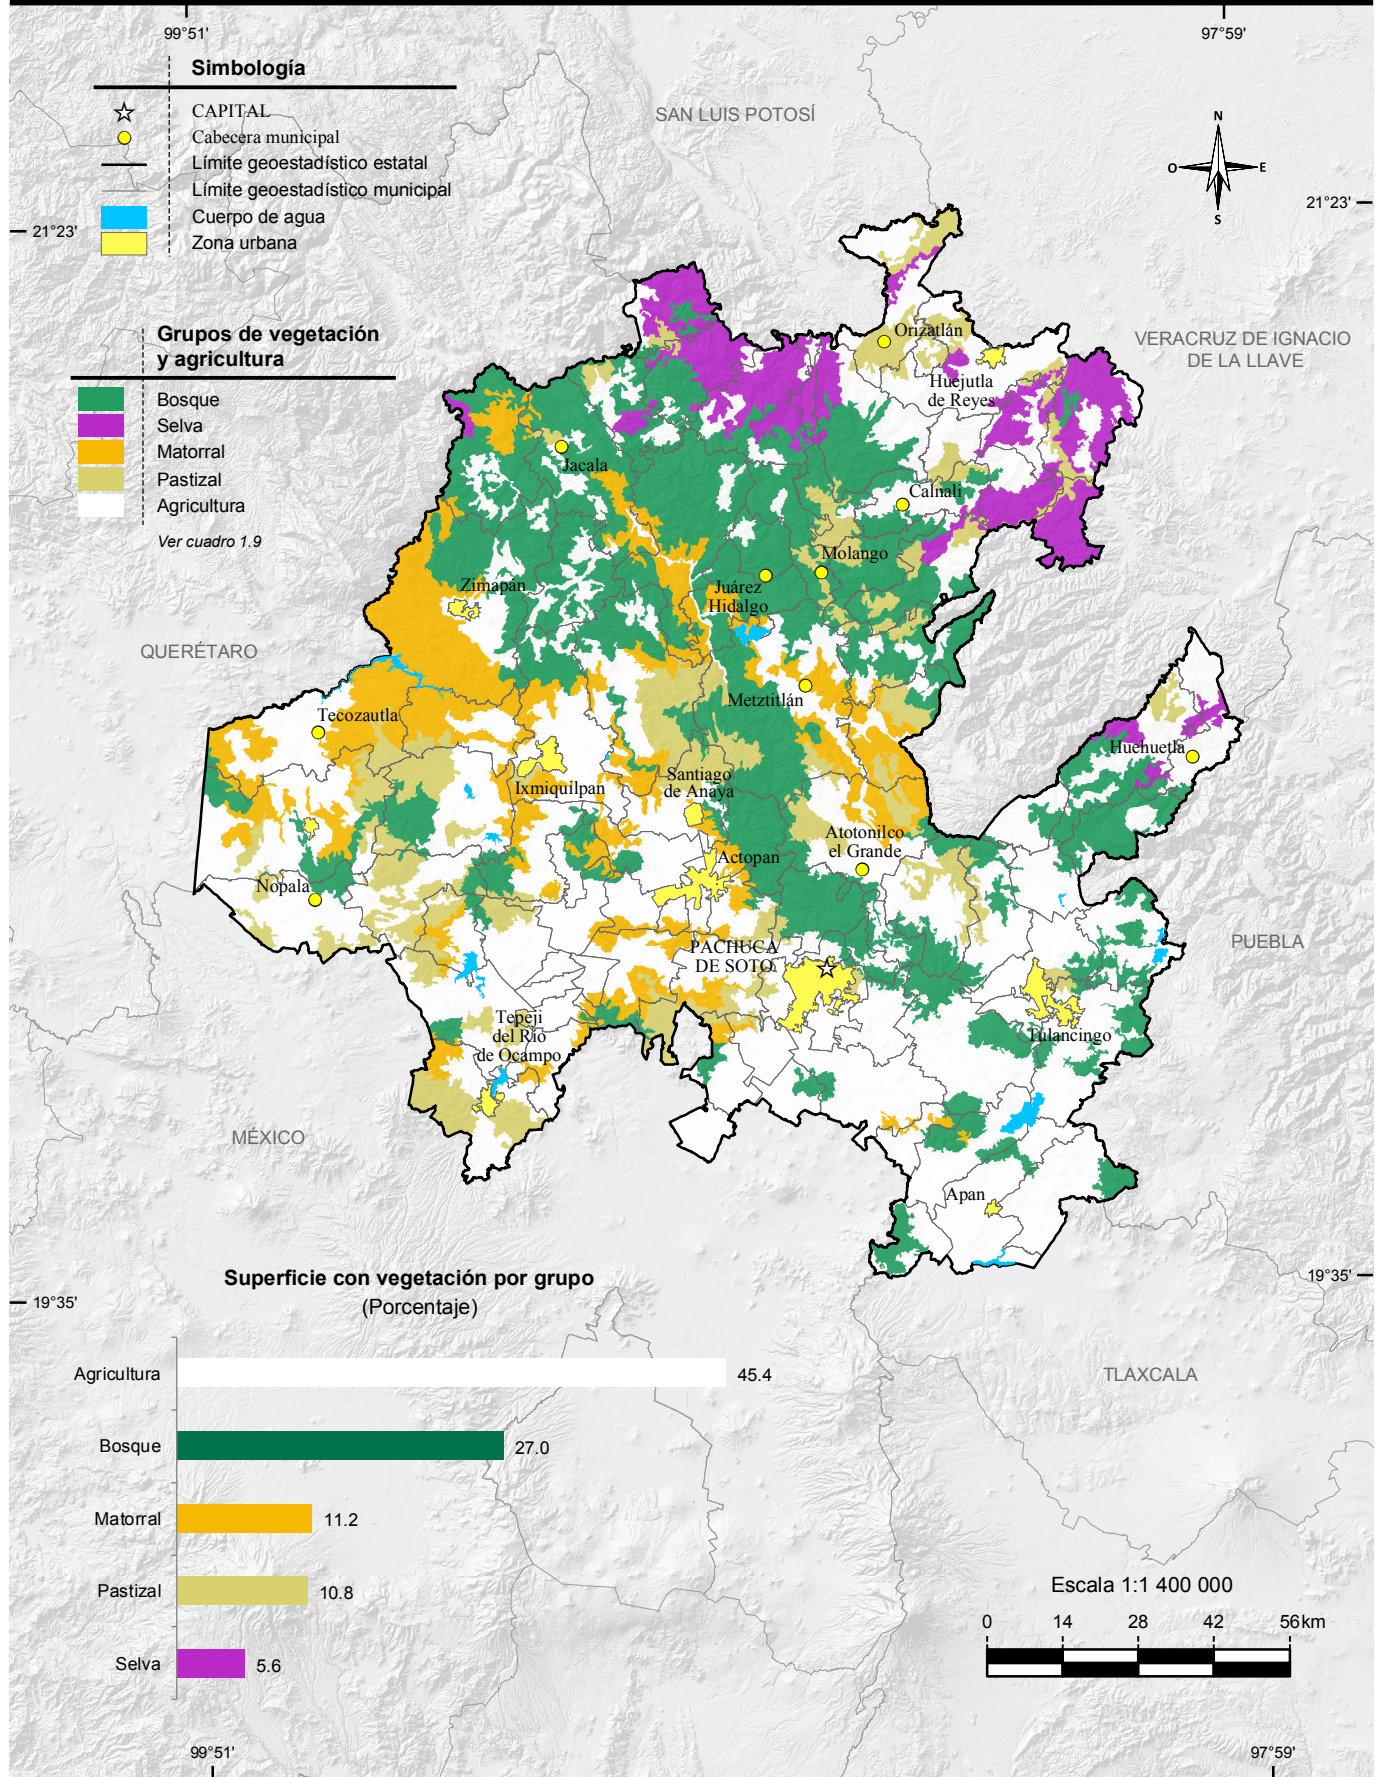 99°51'
97°59'
Simbología
CAPITAL
Cabecera municipal
Límite geoestadístico estatal
Límite geoestadístico municipal
Cuerpo de agua
Zona urbana
SAN LUIS POTOSÍ
N
O
E
S
21°23'
21°23'
Grupos de vegetación
y agricultura
Bosque
Selva
Matorral
Pastizal
Agricultura
Ver cuadro 1.9
VERACRUZ DE IGNACIO
DE LA LLAVE
Orizatlán
Huejutla
de Reyes
Jacala
Calnali
Molango
Zimapán
Juárez
Hidalgo
QUERÉTARO
Metztitlán
Tecozautla
Huehuetla
Ixmiquilpan
Santiago
de Anaya
Atotonilco
el Grande
Actopan
Nopala
PACHUCA
DE SOTO
PUEBLA
Tepeji
del Río
de Ocampo
Tulancingo
MÉXICO
Apan
Superficie con vegetación por grupo
(Porcentaje)
19°35'
19°35'
Agricultura
45.4
Bosque
27.0
Matorral
11.2
Pastizal
10.8
Selva
5.6
TLAXCALA
Escala 1:1 400 000
0 14 28 42 56 km
99°51'
97°59'